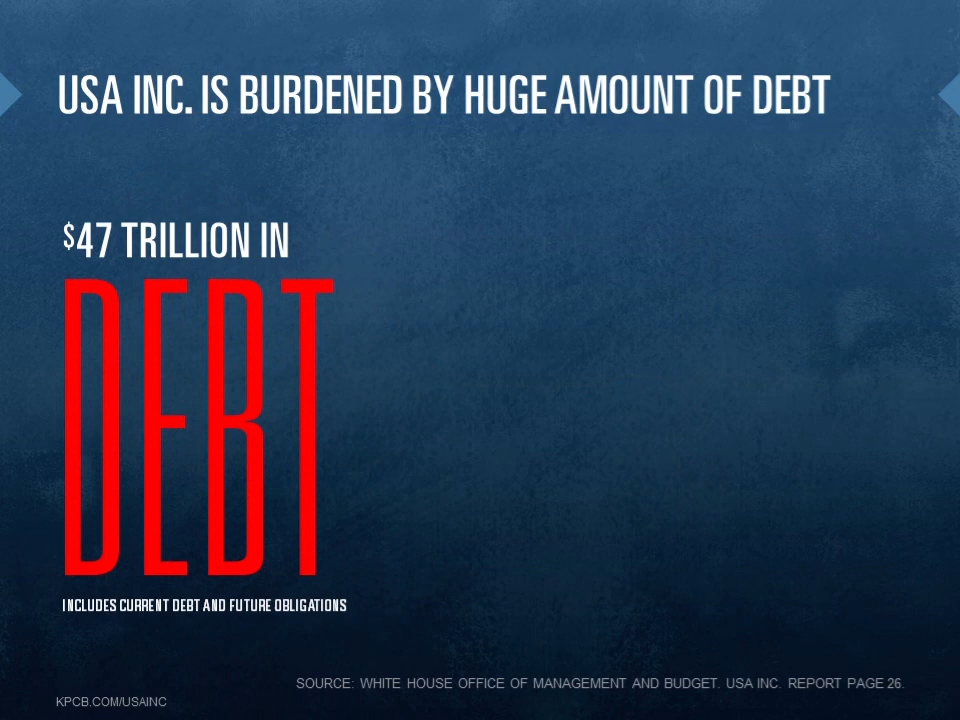 USA INC. IS BURDENED BY HUGE AMOUNT OF DEBT
$47 TRILLION IN
DEBT
INCLUDES CURRENT DEBT AND FUTURE OBLIGATIONS
SOURCE: WHITE HOUSE OFFICE OF MANAGEMENT AND BUDGET. USA INC. REPORT PAGE 26.
KPCB.COM/USAINC